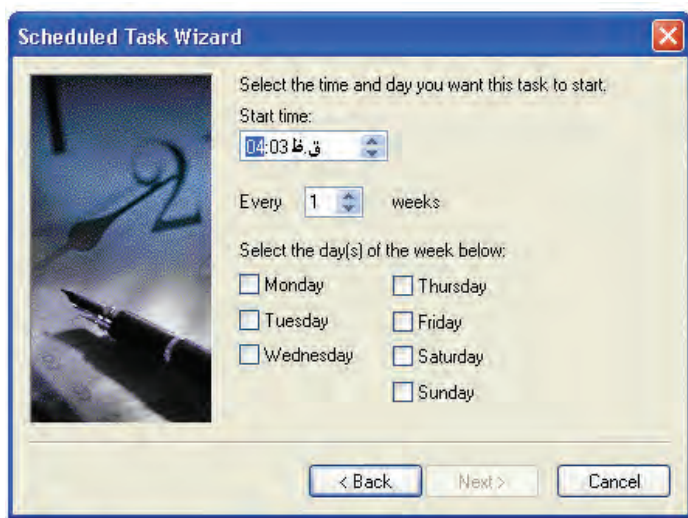 Scheduled Task Wizard
Select the time and day you want this task to start.
Start time:
04:03 ق.ظ
Every 1 weeks
Select the day(s) of the week below:
Monday Thursday
Tuesday Friday
Wednesday Saturday
Sunday
< Back Next > Cancel